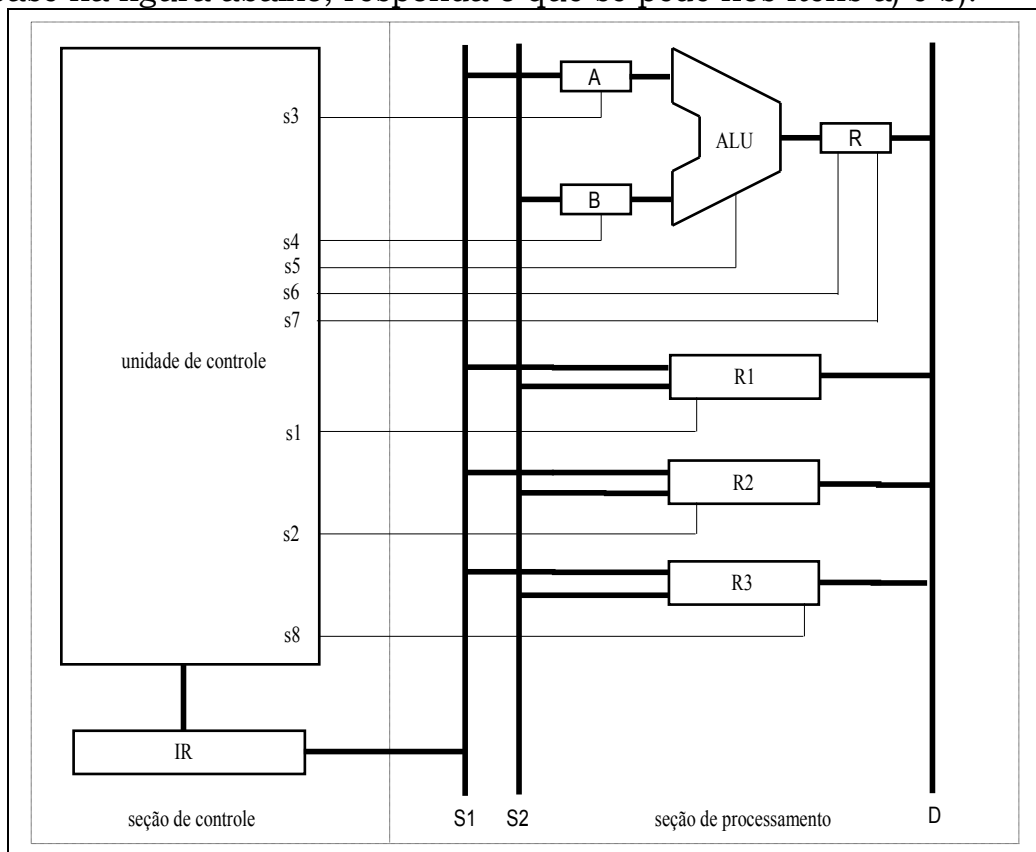 base na figura abaixo, responda o que se pede nos itens a) e b).
A
s3
ALU
R
B
s4
s5
s6
s7
unidade de controle
R1
s1
R2
s2
R3
s8
IR
seção de controle
S1
S2
seção de processamento
D